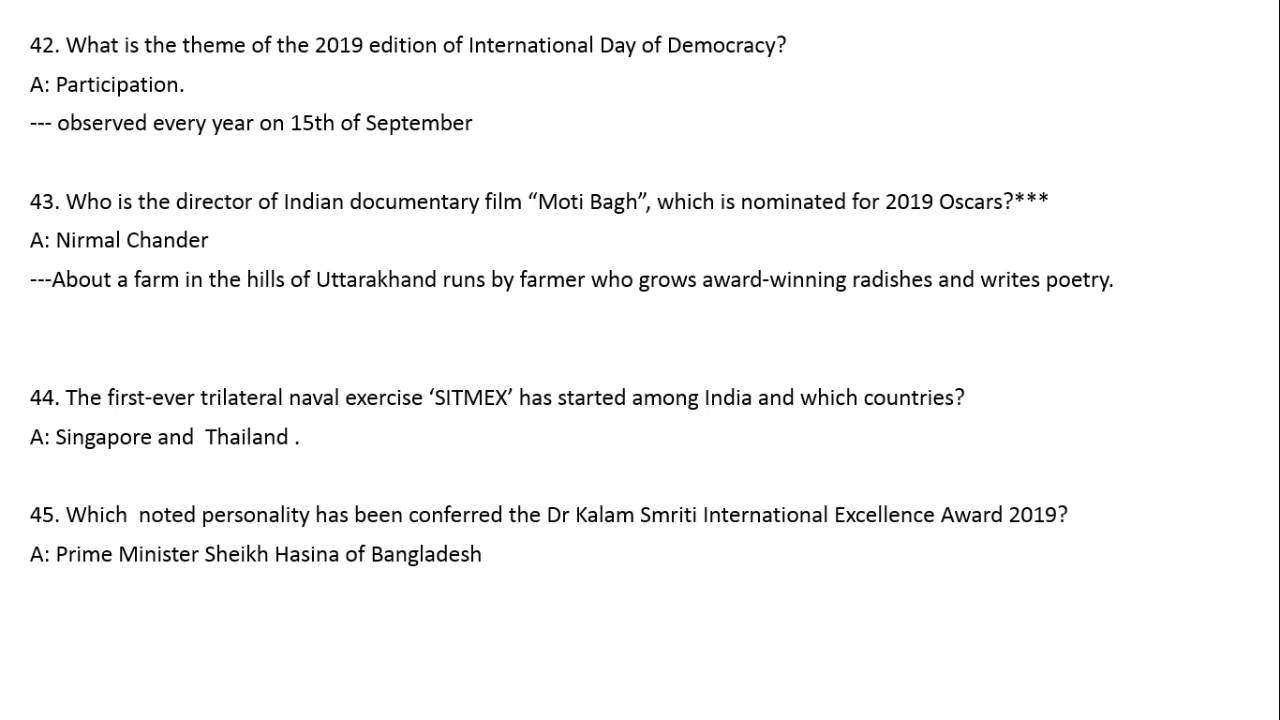 42. What is the theme of the 2019 edition of International Day of Democracy?
A: Participation.
--- observed every year on 15th of September
43. Who is the director of Indian documentary film “Moti Bagh”, which is nominated for 2019 Oscars?***
A: Nirmal Chander
---About a farm in the hills of Uttarakhand runs by farmer who grows award-winning radishes and writes poetry.
44. The first-ever trilateral naval exercise ‘SITMEX’ has started among India and which countries?
A: Singapore and  Thailand .
45. Which  noted personality has been conferred the Dr Kalam Smriti International Excellence Award 2019?
A: Prime Minister Sheikh Hasina of Bangladesh